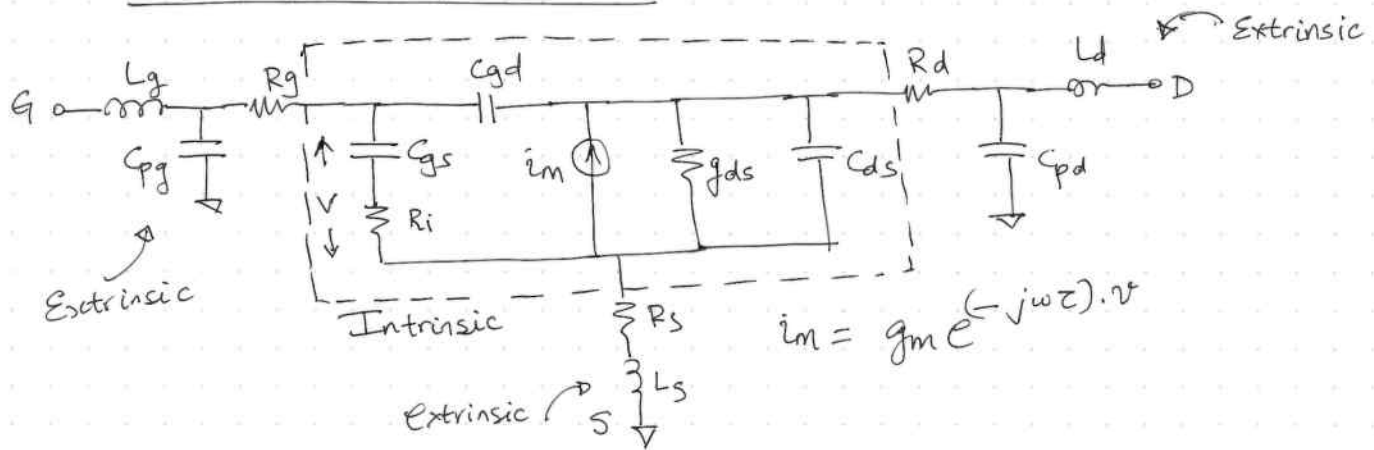 Extrinsic
Lg Rg Cgd Rd Ld
G D
Cpg Cgs im gds Cds Cpd
V
Ri
Extrinsic
Intrinsic
Rs
im = gm e^(-jωτ).v
Ls
extrinsic
S